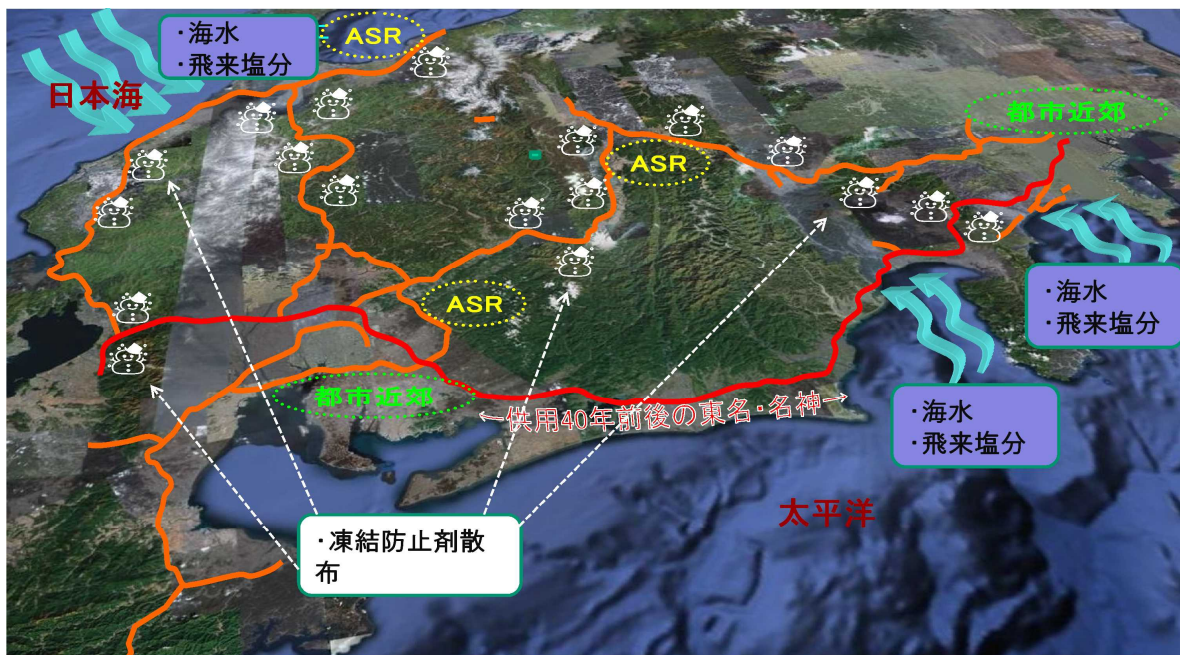 ・海水
・飛来塩分
ASR
日本海
都市近郊
ASR
・海水
・飛来塩分
ASR
都市近郊
←供用40年前後の東名・名神→
・海水
・飛来塩分
太平洋
・凍結防止剤散
布